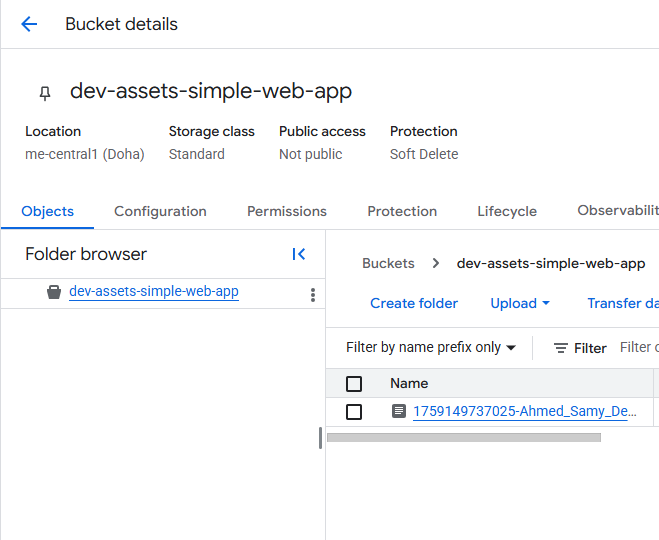 Bucket details
dev-assets-simple-web-app
Location Storage class Public access Protection
me-central1 (Doha) Standard Not public Soft Delete
Objects Configuration Permissions Protection Lifecycle Observabilit
Folder browser
dev-assets-simple-web-app
Buckets dev-assets-simple-web-app
Create folder Upload Transfer da
Filter by name prefix only Filter Filter
Name
1759149737025-Ahmed_Samy_De...